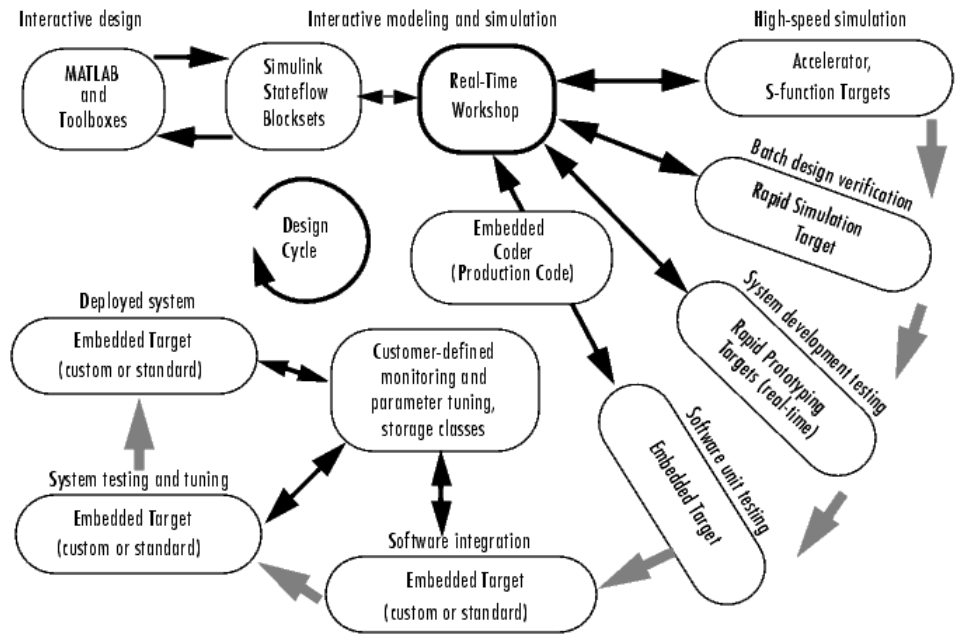 Interactive design
Interactive modeling and simulation
High-speed simulation
MATLAB
and
Toolboxes
Simulink
Stateflow
Blocksets
Real-Time
Workshop
Accelerator,
S-function Targets
Batch design verification
Rapid Simulation
Target
Design
Cycle
Embedded
Coder
(Production Code)
System development testing
Rapid Prototyping
Targets (real-time)
Deployed system
Embedded Target
(custom or standard)
Customer-defined
monitoring and
parameter tuning,
storage classes
Software unit testing
Embedded Target
System testing and tuning
Embedded Target
(custom or standard)
Software integration
Embedded Target
(custom or standard)